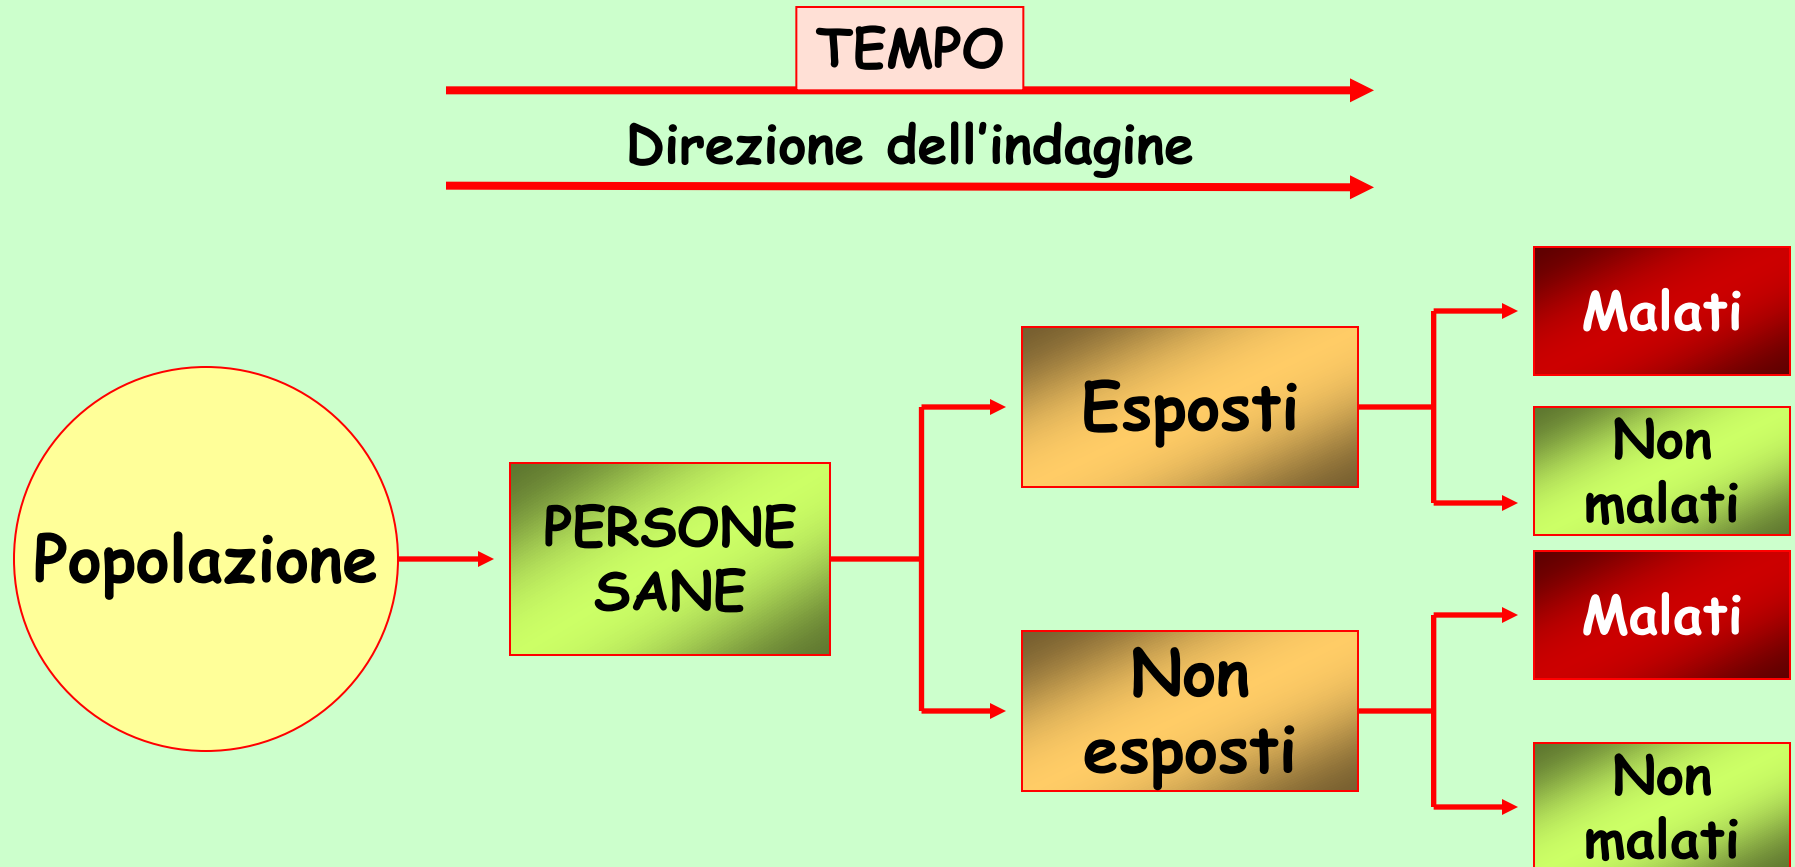 TEMPO
Direzione dell’indagine
Popolazione
PERSONE
SANE
Esposti
Non
esposti
Malati
Non
malati
Malati
Non
malati